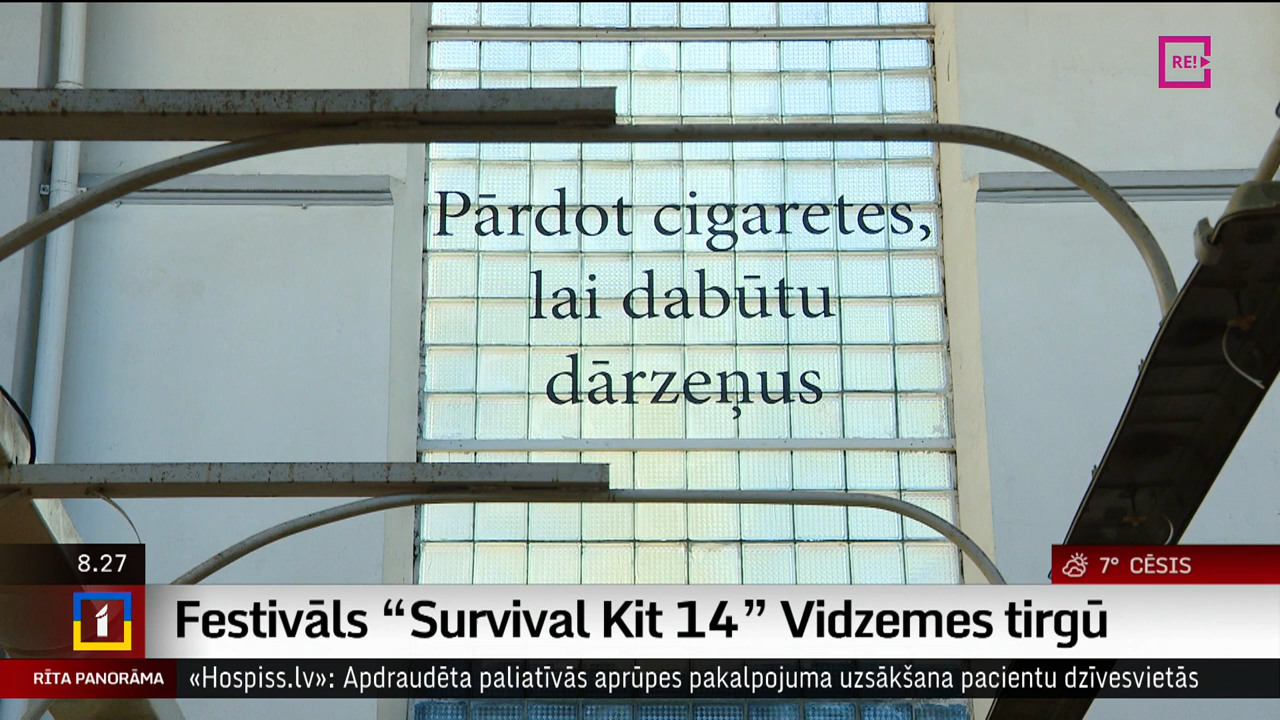 RE!
Pārdot cigaretes,
lai dabūtu
dārzeņus
8.27
7° CĒSIS
1
Festivāls “Survival Kit 14” Vidzemes tirgū
RĪTA PANORĀMA
«Hospiss.lv»: Apdraudēta paliatīvās aprūpes pakalpojuma uzsākšana pacientu dzīvesvietās